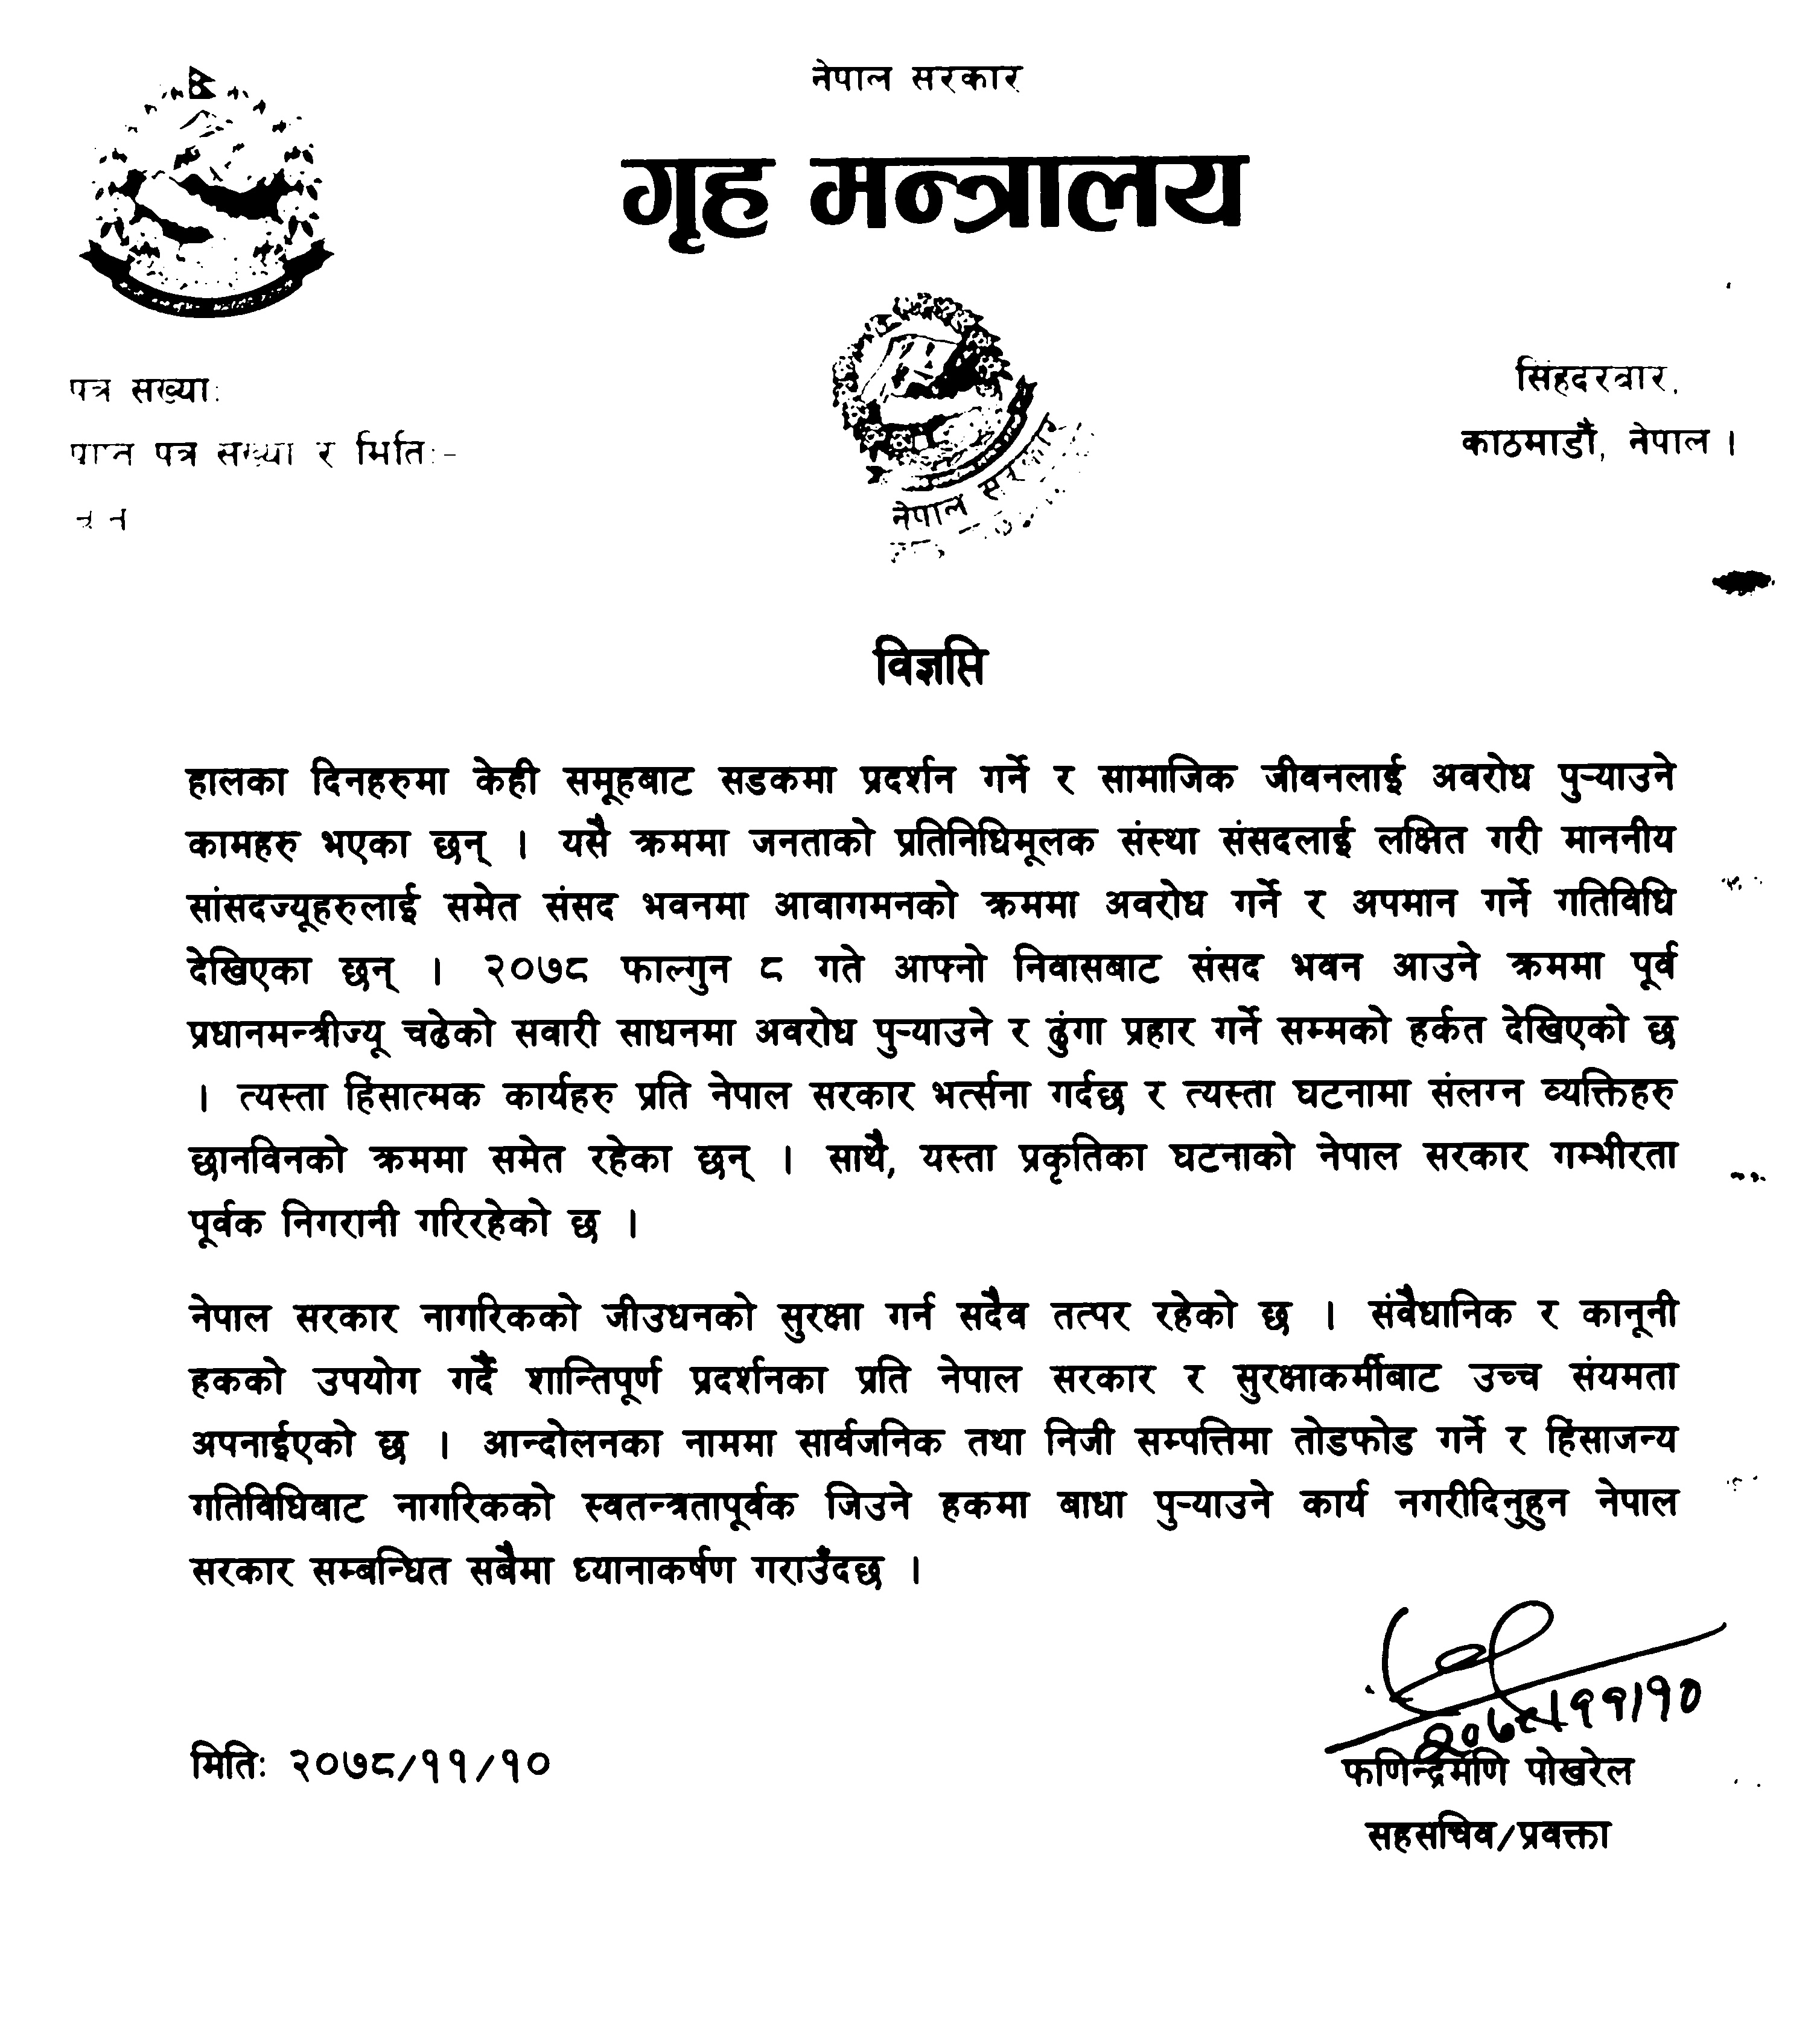 नेपाल सरकार
गृह मन्त्रालय
पत्र सख्या:
पत्र सख्या र मिति:-
सिंहदरबार,
काठमाडौं, नेपाल ।
नेपाल सरकार
विज्ञप्ति
हालका दिनहरुमा केही समूहबाट सडकमा प्रदर्शन गर्ने र सामाजिक जीवनलाई अवरोध पुऱ्याउने
कामहरु भएका छन् । यसै क्रममा जनताको प्रतिनिधिमूलक संस्था संसदलाई लक्षित गरी माननीय
सांसदज्यूहरुलाई समेत संसद भवनमा आवागमनको क्रममा अवरोध गर्ने र अपमान गर्ने गतिविधि
देखिएका छन् । २०७८ फाल्गुन ८ गते आफ्नो निवासबाट संसद भवन आउने क्रममा पूर्व
प्रधानमन्त्रीज्यू चढेको सवारी साधनमा अवरोध पुऱ्याउने र ढुंगा प्रहार गर्ने सम्मको हर्कत देखिएको छ
। त्यस्ता हिंसात्मक कार्यहरु प्रति नेपाल सरकार भर्त्सना गर्दछ र त्यस्ता घटनामा संलग्न व्यक्तिहरु
छानविनको क्रममा समेत रहेका छन् । साथै, यस्ता प्रकृतिका घटनाको नेपाल सरकार गम्भीरता
पूर्वक निगरानी गरिरहेको छ ।
नेपाल सरकार नागरिकको जीउधनको सुरक्षा गर्न सदैव तत्पर रहेको छ । संवैधानिक र कानूनी
हकको उपयोग गर्दै शान्तिपूर्ण प्रदर्शनका प्रति नेपाल सरकार र सुरक्षाकर्मीबाट उच्च संयमता
अपनाईएको छ । आन्दोलनका नाममा सार्वजनिक तथा निजी सम्पत्तिमा तोडफोड गर्ने र हिंसाजन्य
गतिविधिवाट नागरिकको स्वतन्त्रतापूर्वक जिउने हकमा बाधा पुऱ्याउने कार्य नगरीदिनुहुन नेपाल
सरकार सम्बन्धित सबैमा ध्यानाकर्षण गराउँदछ ।
२०७८।११।१०
मितिः २०७८/११/१०
फणिन्द्रमणि पोखरेल
सहसचिव/प्रवक्ता